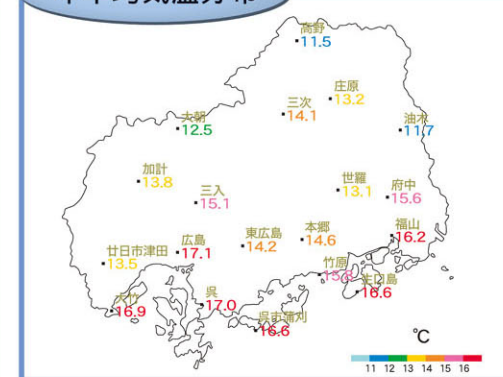 高野
11.5
庄原
13.2
三次
14.1
大朝
12.5
油木
11.7
加計
13.8
三入
15.1
世羅
13.1
府中
15.6
福山
16.2
東広島
14.2
本郷
14.6
広島
17.1
廿日市津田
13.5
竹原
生口島
16.6
大竹
16.9
呉
17.0
呉市蒲刈
16.6
℃
11 12 13 14 15 16